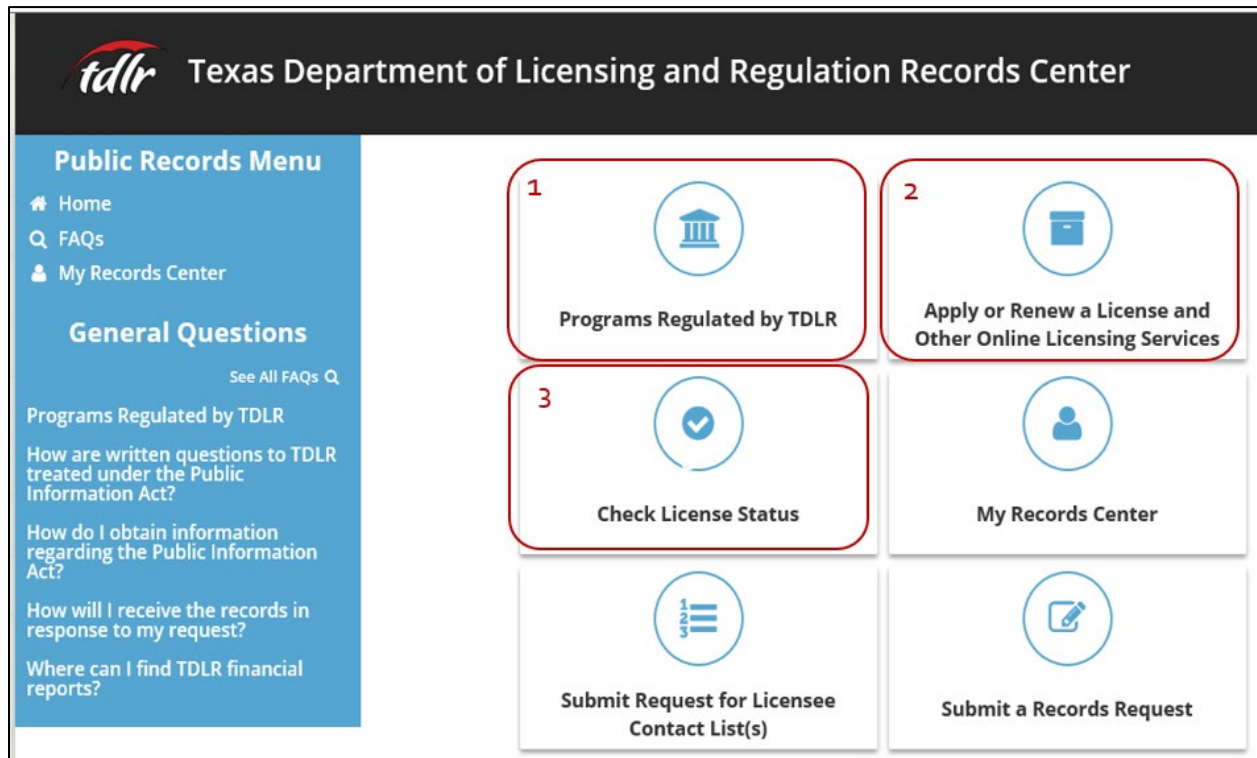 tdlr Texas Department of Licensing and Regulation Records Center
Public Records Menu
Home
FAQs
My Records Center
General Questions
See All FAQs
Programs Regulated by TDLR
How are written questions to TDLR
treated under the Public
Information Act?
How do I obtain information
regarding the Public Information
Act?
How will I receive the records in
response to my request?
Where can I find TDLR financial
reports?
1
Programs Regulated by TDLR
2
Apply or Renew a License and
Other Online Licensing Services
3
Check License Status
My Records Center
1
2
3
Submit Request for Licensee
Contact List(s)
Submit a Records Request